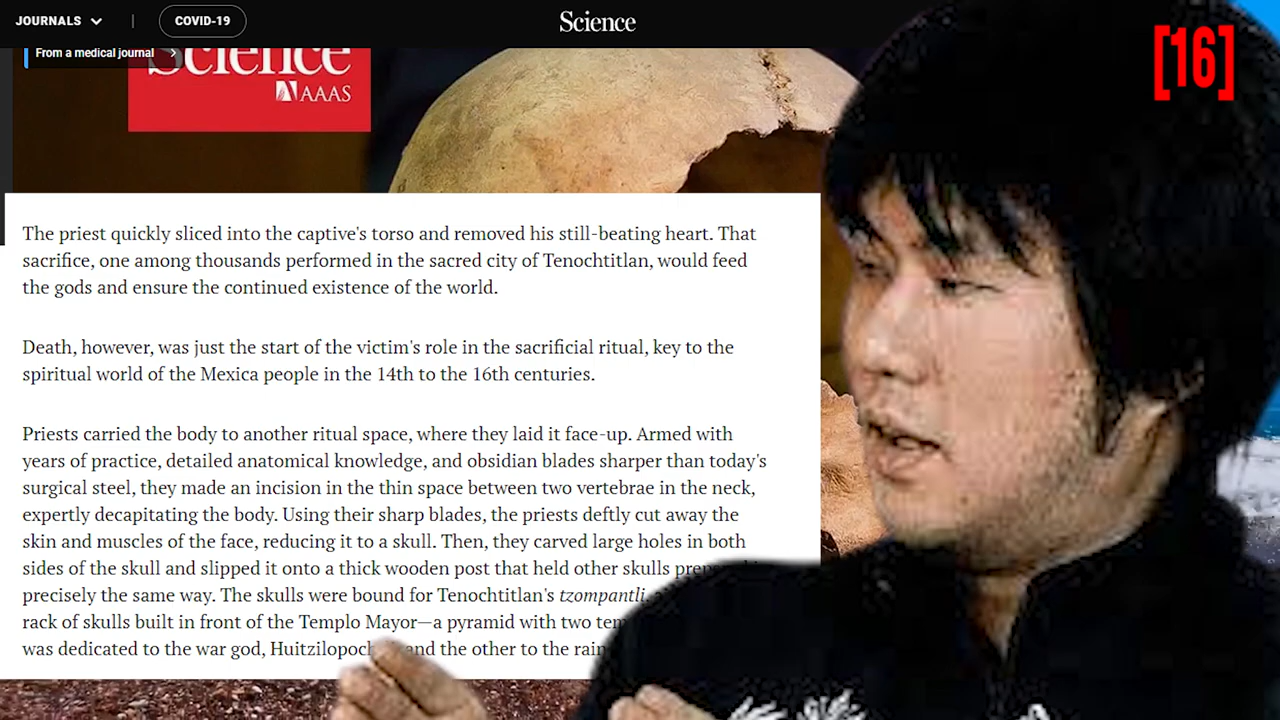 JOURNALS
COVID-19
Science
[16]
From a medical journal
Science
AAAS
The priest quickly sliced into the captive's torso and removed his still-beating heart. That
sacrifice, one among thousands performed in the sacred city of Tenochtitlan, would feed
the gods and ensure the continued existence of the world.
Death, however, was just the start of the victim's role in the sacrificial ritual, key to the
spiritual world of the Mexica people in the 14th to the 16th centuries.
Priests carried the body to another ritual space, where they laid it face-up. Armed with
years of practice, detailed anatomical knowledge, and obsidian blades sharper than today's
surgical steel, they made an incision in the thin space between two vertebrae in the neck,
expertly decapitating the body. Using their sharp blades, the priests deftly cut away the
skin and muscles of the face, reducing it to a skull. Then, they carved large holes in both
sides of the skull and slipped it onto a thick wooden post that held other skulls
precisely the same way. The skulls were bound for Tenochtitlan's tzompantli,
rack of skulls built in front of the Templo Mayor—a pyramid with two
was dedicated to the war god, and the other to the rain